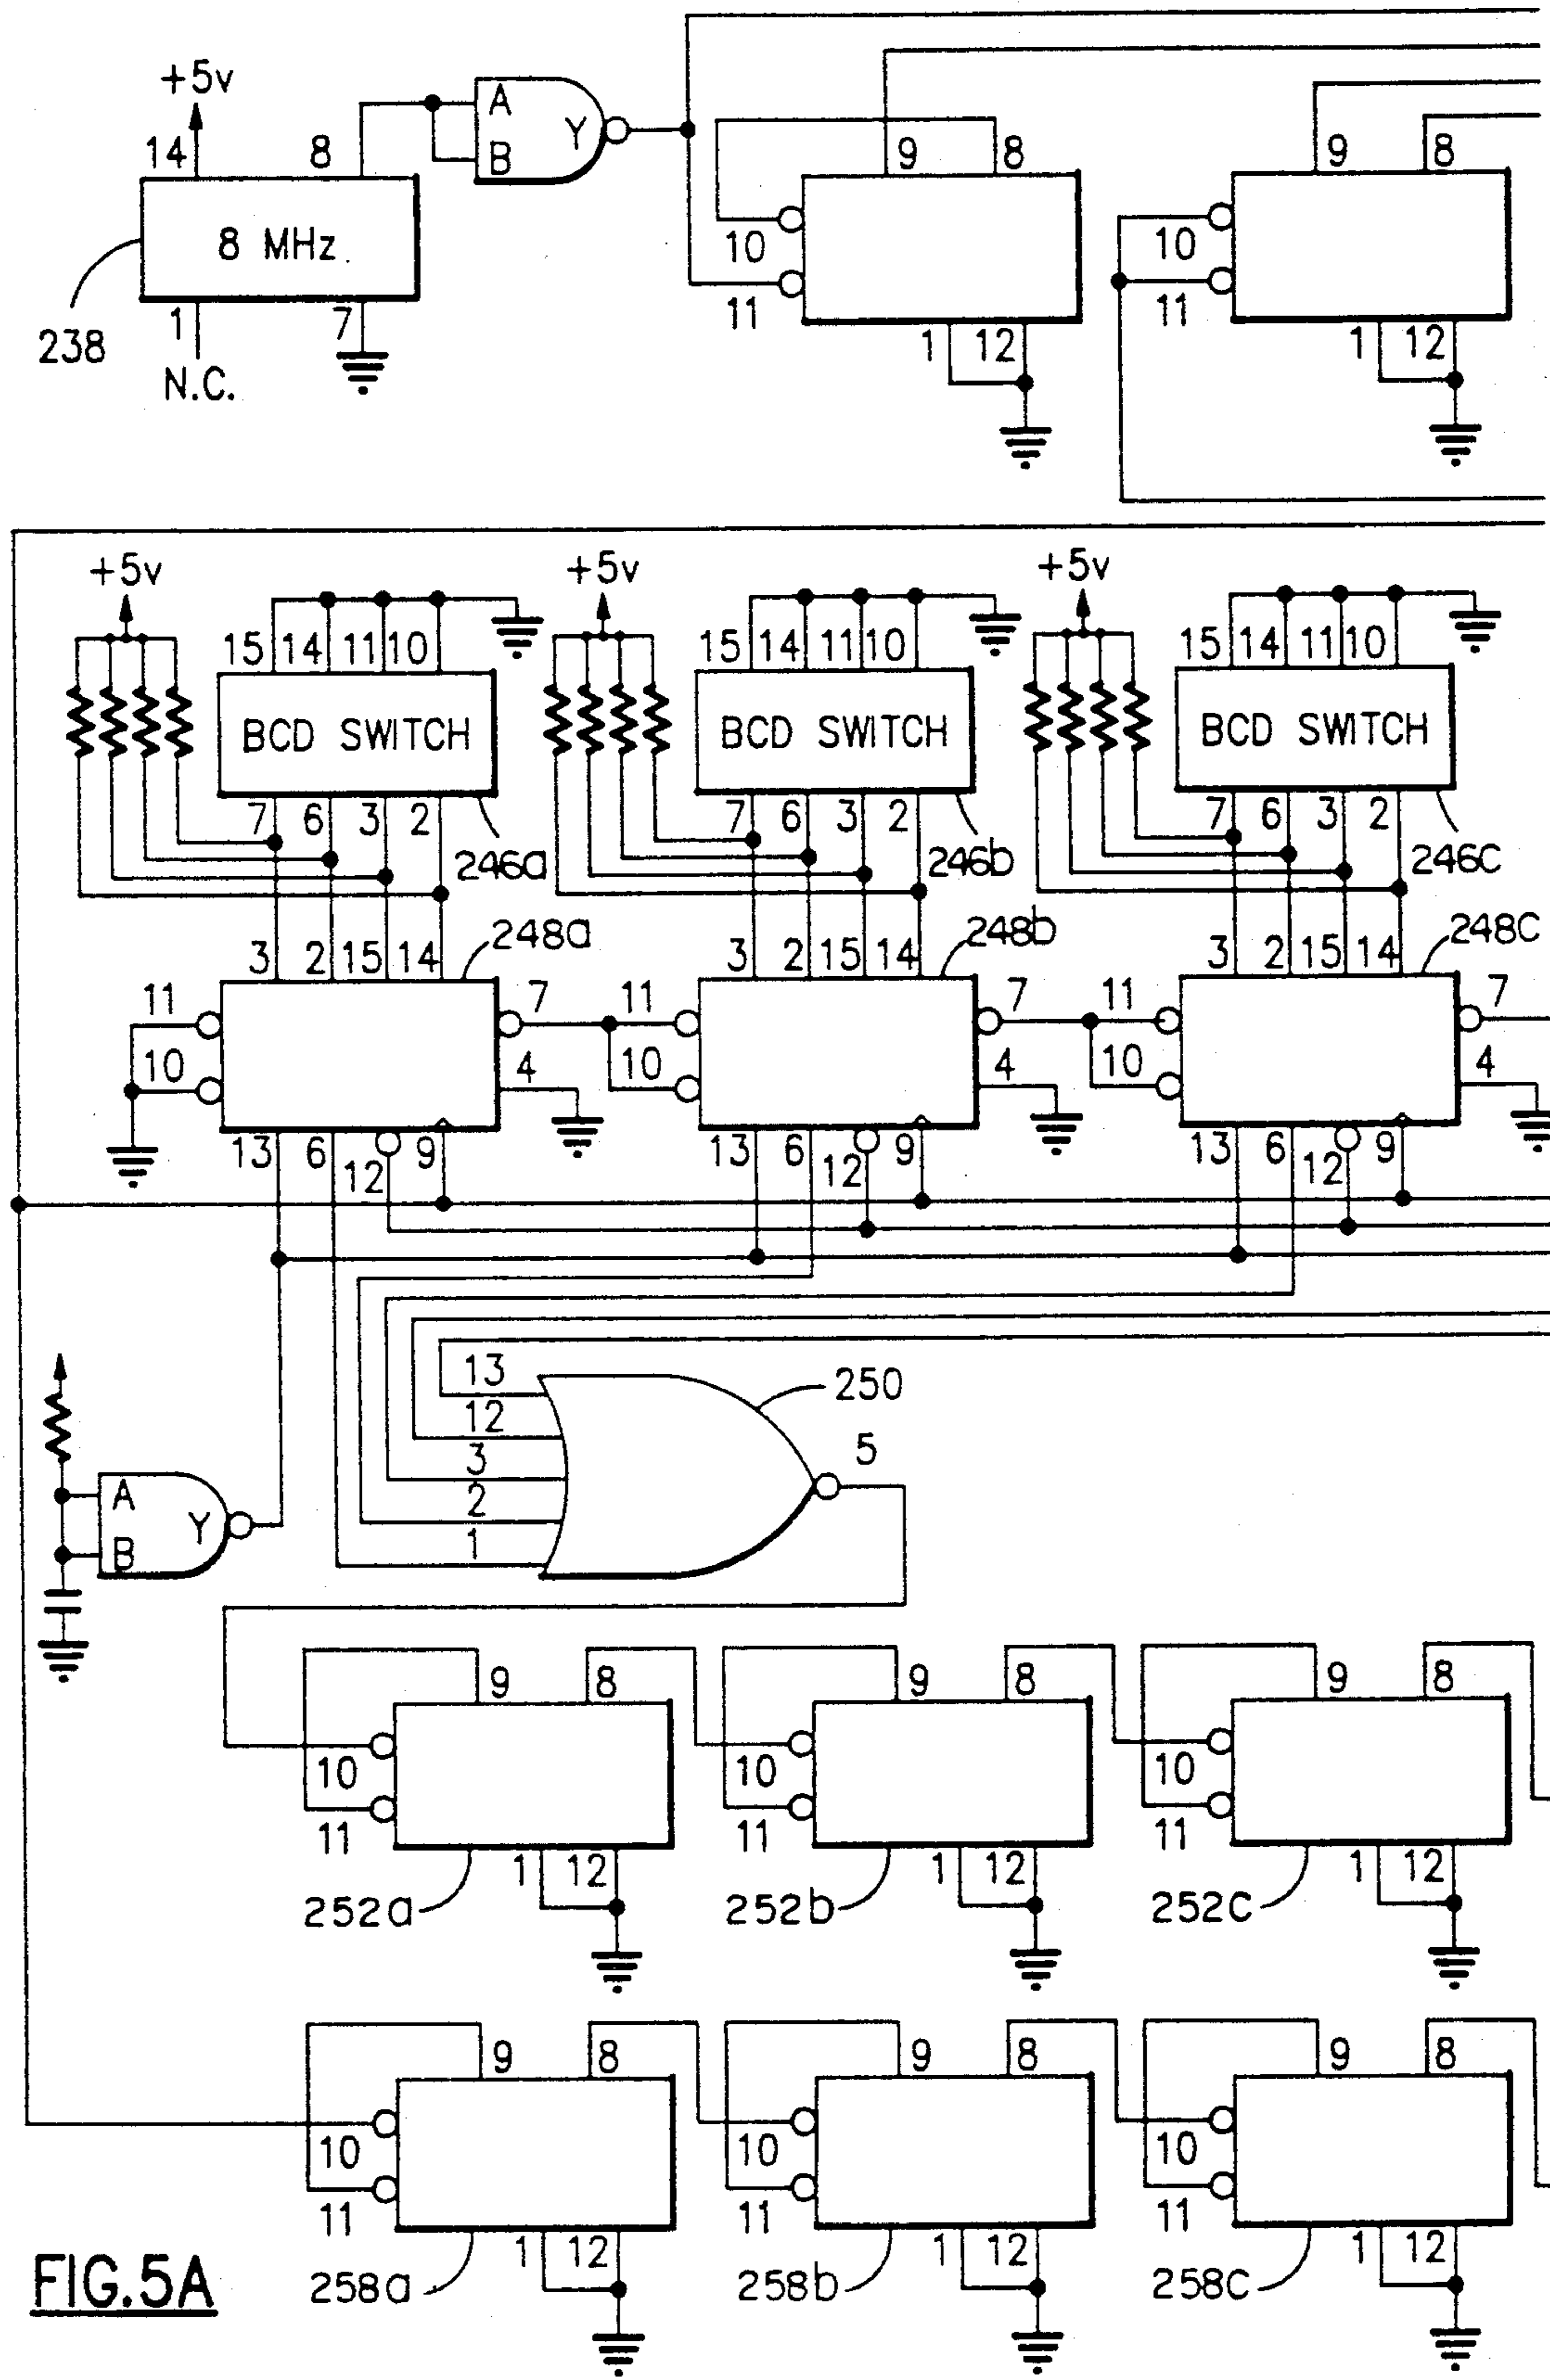 +5v
14 8 A B Y 9 8 9 8
8 MHz
10 11 10 11
238 1 7 1 12 1 12
N.C.
+5v +5v +5v
15 14 11 10 15 14 11 10 15 14 11 10
BCD SWITCH BCD SWITCH BCD SWITCH
7 6 3 2 7 6 3 2 7 6 3 2
246a 246b 246c
3 2 15 14 248a 3 2 15 14 248b 3 2 15 14 248c
11 7 11 7 11 7
10 4 10 4 10 4
13 6 12 9 13 6 12 9 13 6 12 9
13 250
12
3 5
2
1
A
B Y
9 8 9 8 9 8
10 10 10
11 11 11
1 12 1 12 1 12
252a 252b 252c
9 8 9 8 9 8
10 10 10
11 11 11
1 12 1 12 1 12
258a 258b 258c
FIG.5A